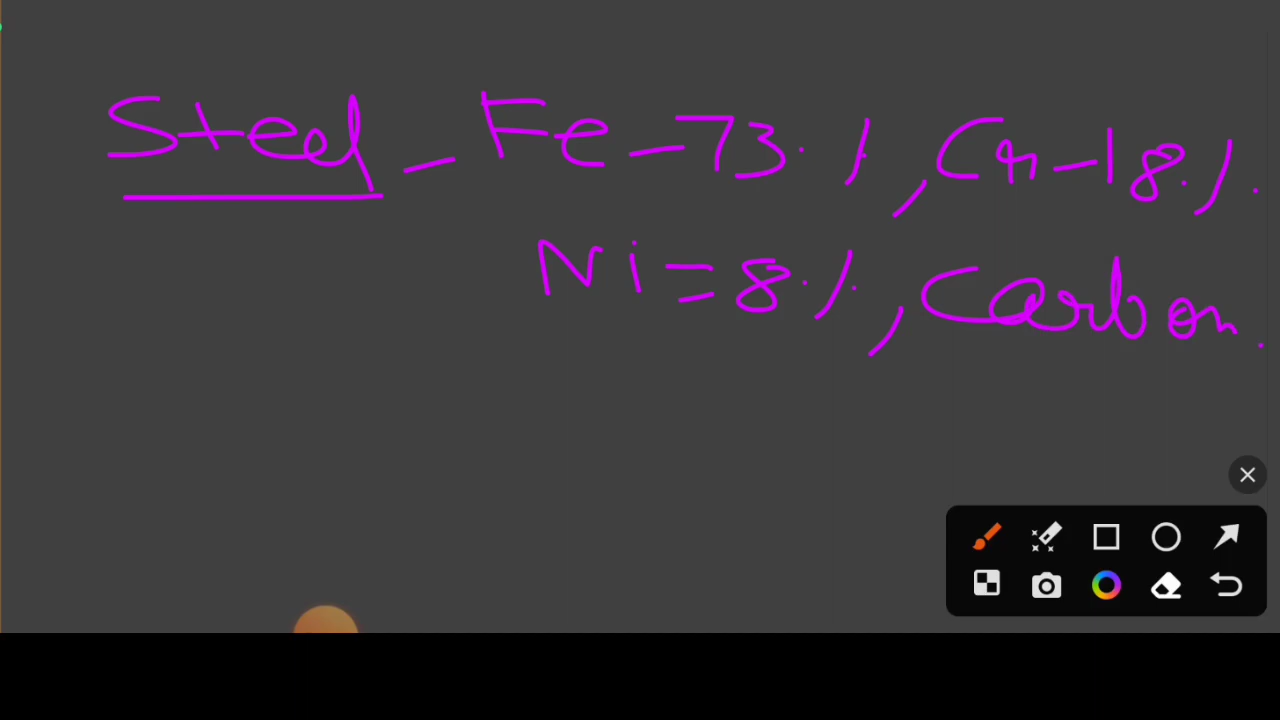 Steel - Fe - 73%, Cr - 18%.
Ni = 8%, Carbon.